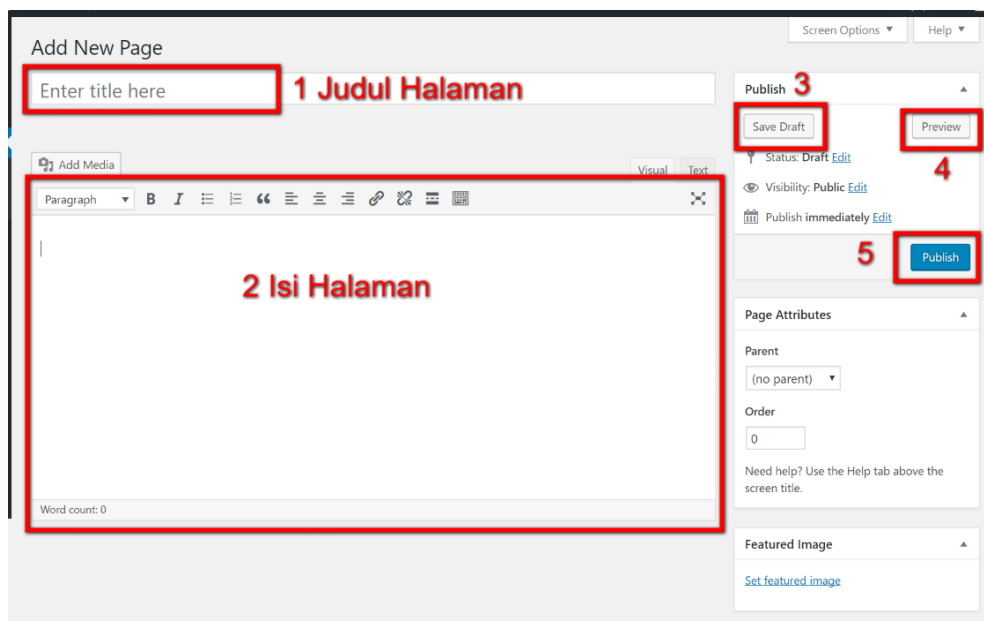 Screen Options ▼ Help ▼
Add New Page
Enter title here
1 Judul Halaman
Add Media
Visual Text
Paragraph ▼ B I
2 Isi Halaman
Word count: 0
Publish 3
Save Draft Preview
Status: Draft Edit
4
Visibility: Public Edit
Publish immediately Edit
5 Publish
Page Attributes
Parent
(no parent) ▼
Order
0
Need help? Use the Help tab above the
screen title.
Featured Image
Set featured image